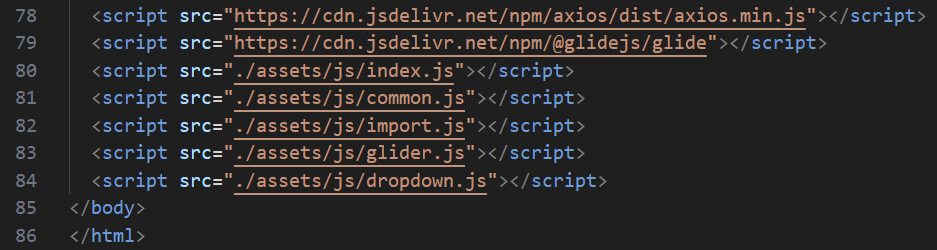 78 <script src="https://cdn.jsdelivr.net/npm/axios/dist/axios.min.js"></script>
79 <script src="https://cdn.jsdelivr.net/npm/@glidejs/glide"></script>
80 <script src="./assets/js/index.js"></script>
81 <script src="./assets/js/common.js"></script>
82 <script src="./assets/js/import.js"></script>
83 <script src="./assets/js/glider.js"></script>
84 <script src="./assets/js/dropdown.js"></script>
85 </body>
86 </html>